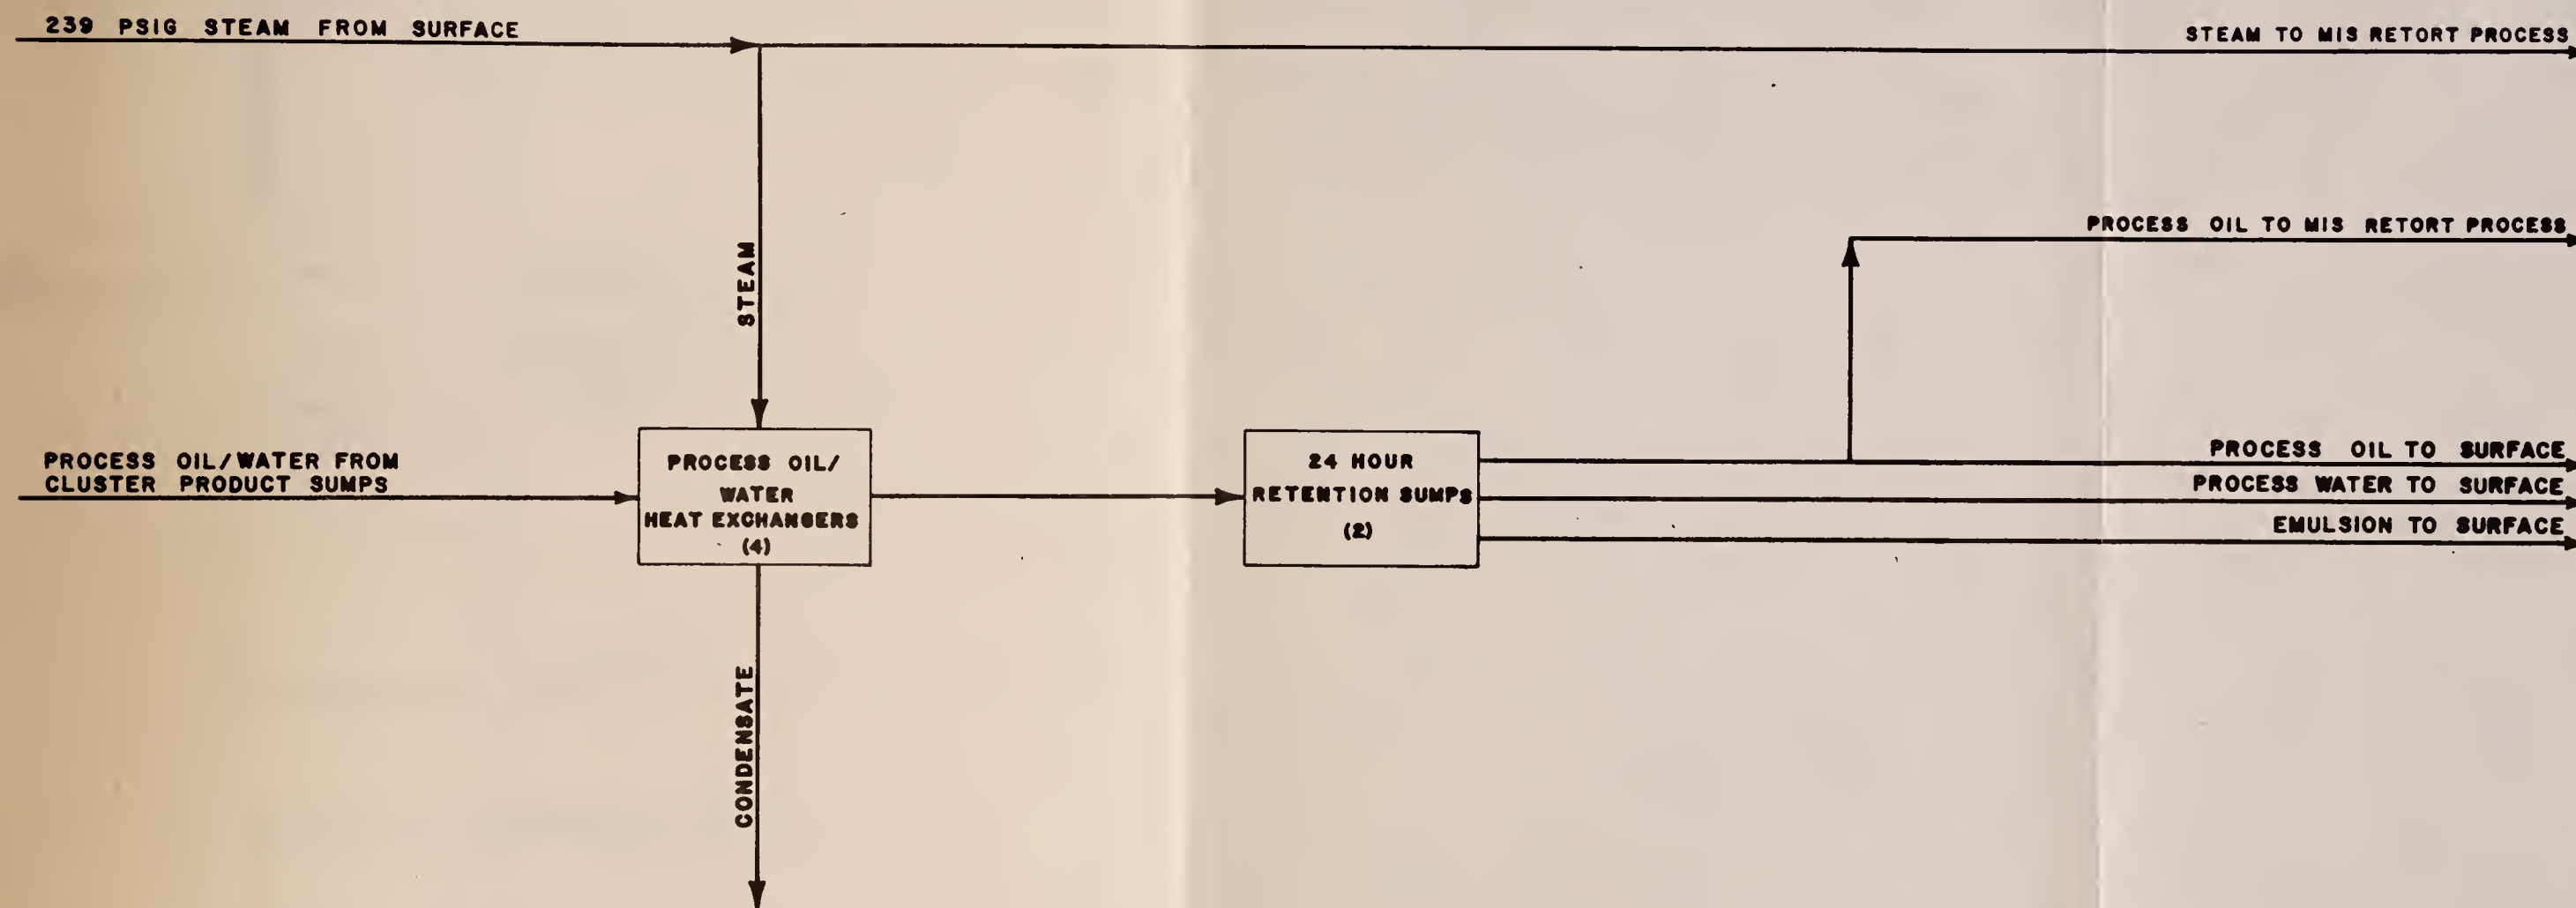 239 PSIG STEAM FROM SURFACE
STEAM TO MIS RETORT PROCESS
PROCESS OIL TO MIS RETORT PROCESS
STEAM
PROCESS OIL/WATER FROM
CLUSTER PRODUCT SUMPS
PROCESS OIL/
WATER
HEAT EXCHANGERS
(4)
24 HOUR
RETENTION SUMPS
(2)
PROCESS OIL TO SURFACE
PROCESS WATER TO SURFACE
EMULSION TO SURFACE
CONDENSATE